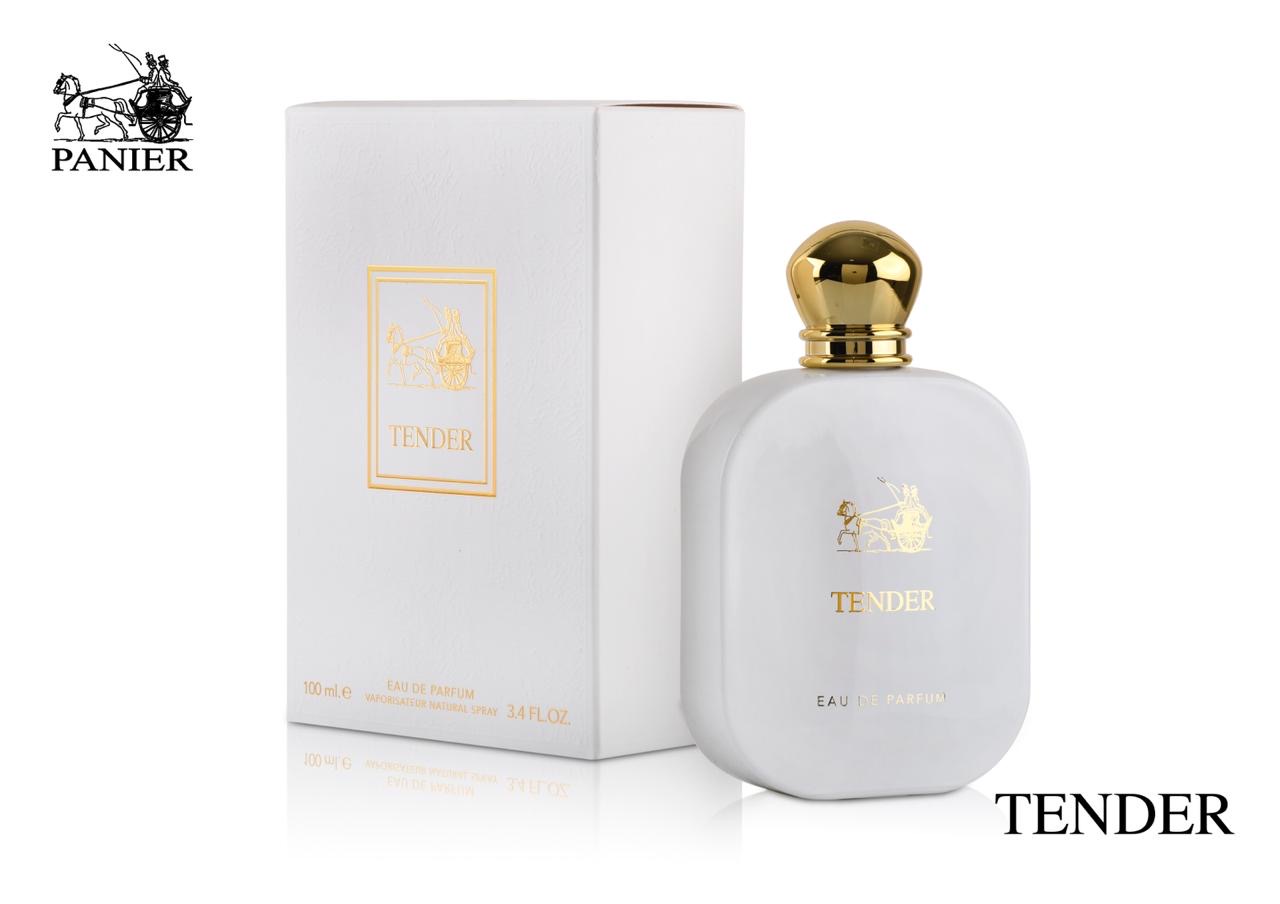 PANIER
TENDER
100 ml. ℮
EAU DE PARFUM
VAPORISATEUR NATURAL SPRAY
3.4 FL.OZ.
TENDER
EAU DE PARFUM
TENDER